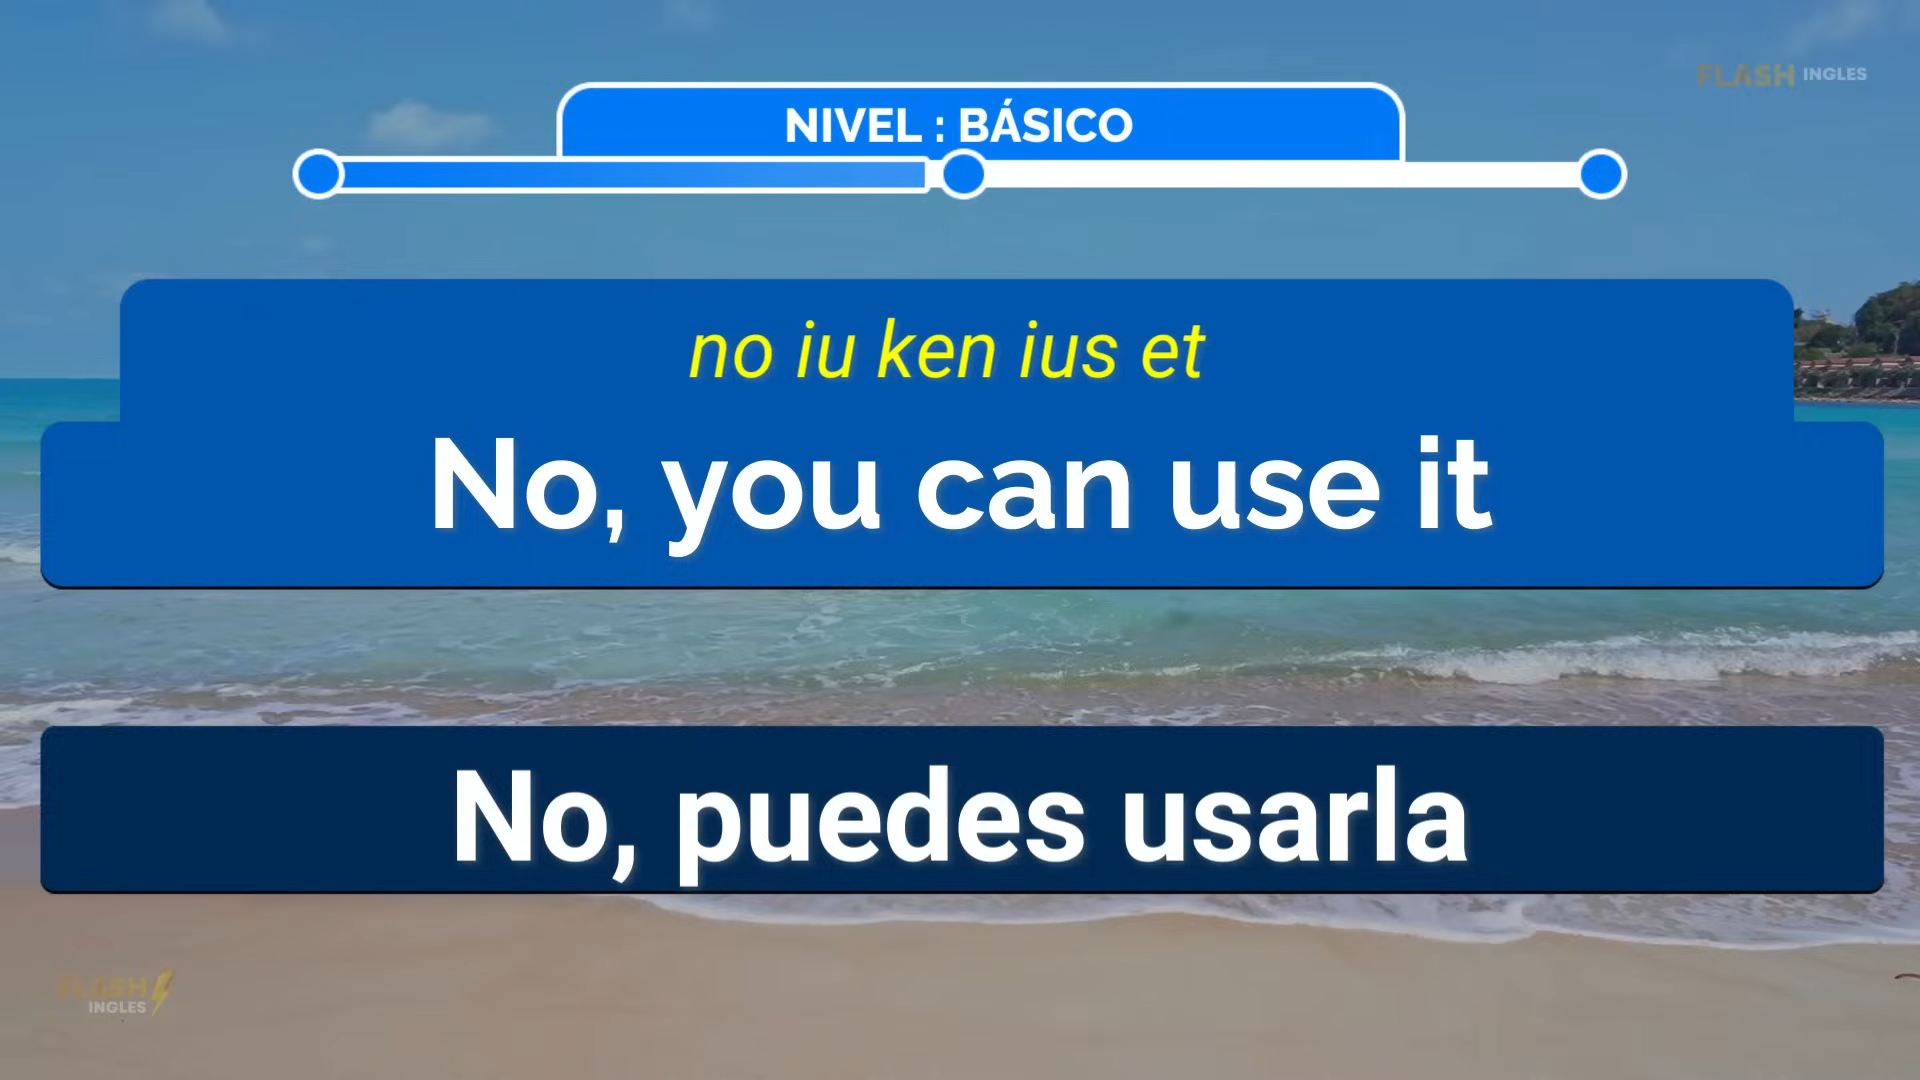 FLASH INGLES
NIVEL : BÁSICO
no iu ken ius et
No, you can use it
No, puedes usarla
FLASH
INGLES